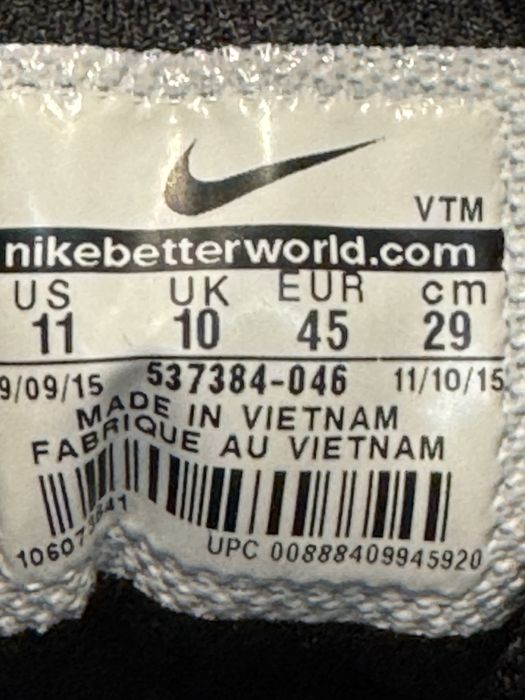 VTM
nikebetterworld.com
US UK EUR cm
11 10 45 29
9/09/15 537384-046 11/10/15
MADE IN VIETNAM
FABRIQUE AU VIETNAM
UPC 00888409945920